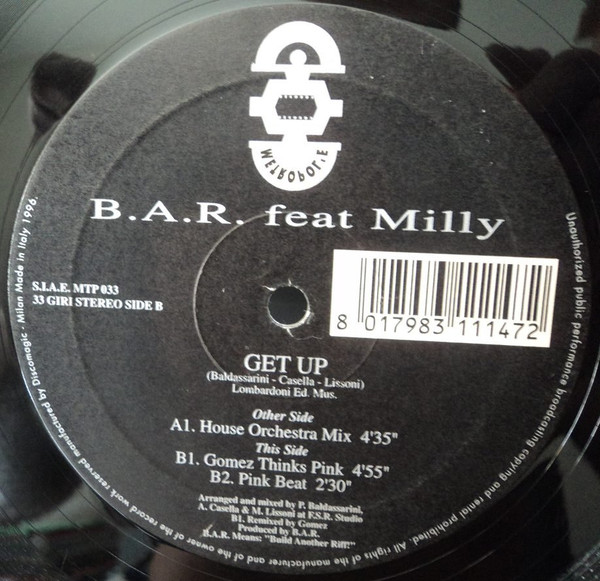 METROPOL'E
B.A.R. feat Milly
S.I.A.E. MTP 033
33 GIRI STEREO SIDE B
8 017983 111472
GET UP
(Baldassarini - Casella - Lissoni)
Lombardoni Ed. Mus.
Other Side
A1. House Orchestra Mix 4'35"
This Side
B1. Gomez Thinks Pink 4'55"
B2. Pink Beat 2'30"
Arranged and mixed by P. Baldassarini,
A. Casella & M. Lissoni at F.S.R. Studio
B1. Remixed by Gomez
Produced by B.A.R.
B.A.R. Means: "Build Another Riff!"
Unauthorized public performance broadcasting copying and rental prohibited. All rights of the manufacturer and of the owner of the record work reserved manufactured by Discomagic - Milan Made in Italy 1996.